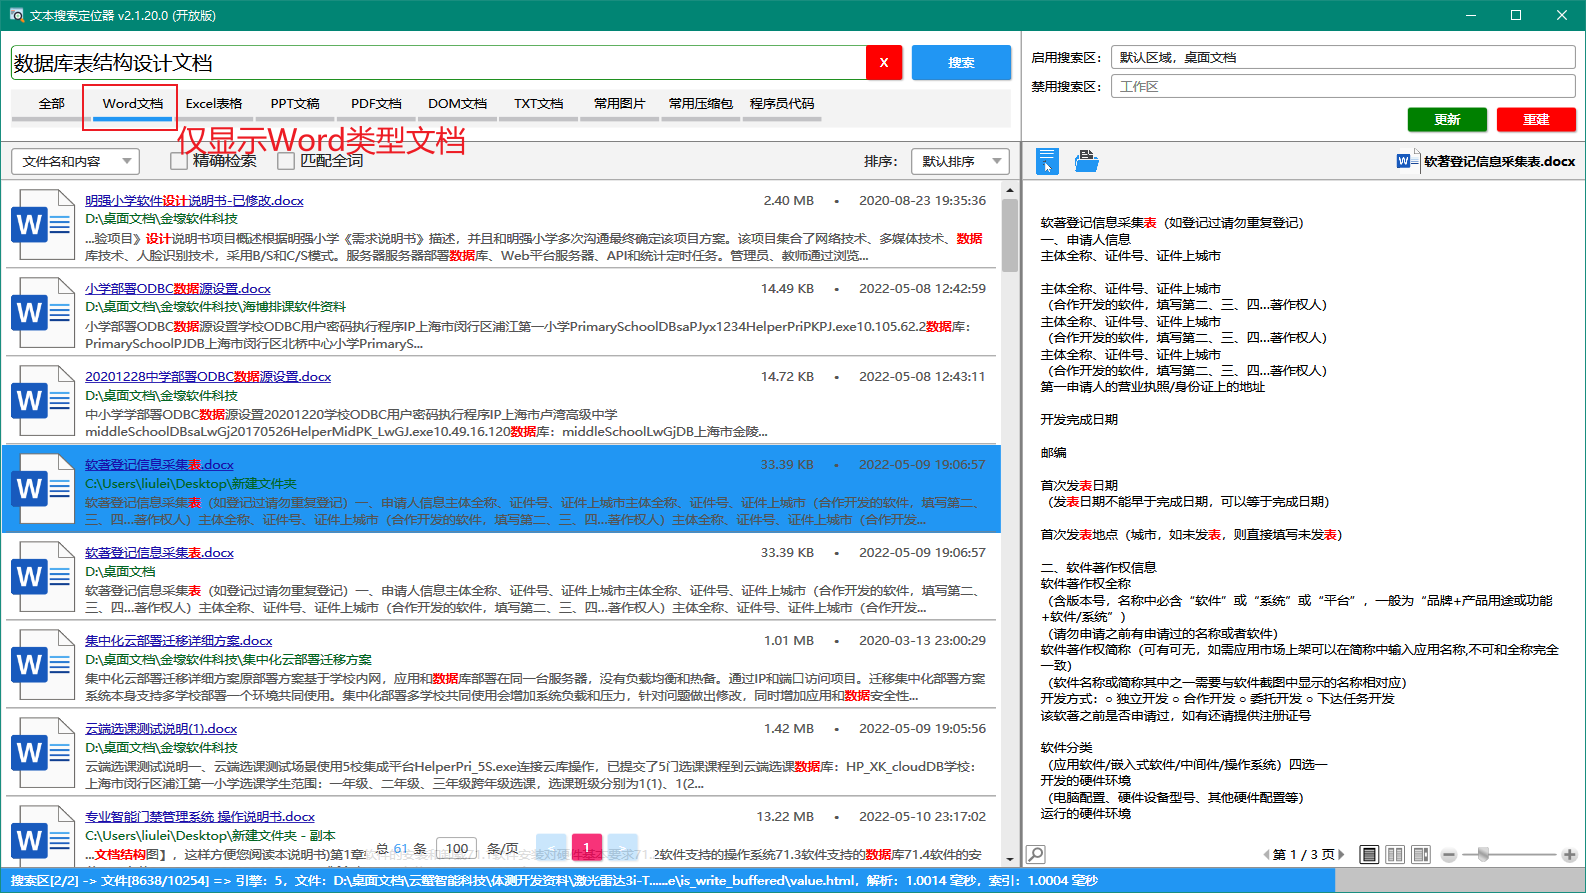 文本搜索定位器 v2.1.20.0 (开放版)
数据库表结构设计文档
X
搜索
全部
Word文档
Excel表格
PPT文稿
PDF文档
DOM文档
TXT文档
常用图片
常用压缩包
程序员代码
仅显示Word类型文档
文件名和内容
精确检索
匹配全词
排序：
默认排序
明强小学软件设计说明书-已修改.docx
2.40 MB • 2020-08-23 19:35:36
D:\桌面文档\金壕软件科技
...验项目》设计说明书项目概述根据明强小学《需求说明书》描述，并且和明强小学多次沟通最终确定该项目方案。该项目集合了网络技术、多媒体技术、数据
库技术、人脸识别技术，采用B/S和C/S模式。服务器服务器部署数据库、Web平台服务器、API和统计定时任务。管理员、教师通过浏览...
小学部署ODBC数据源设置.docx
14.49 KB • 2022-05-08 12:42:59
D:\桌面文档\金壕软件科技\海博排课软件资料
小学部署ODBC数据源设置学校ODBC用户密码执行程序IP上海市闵行区浦江第一小学PrimarySchoolDBsaPJyx1234HelperPriPKPJ.exe10.105.62.2数据库：
PrimarySchoolPJDB上海市闵行区北桥中心小学PrimaryS...
20201228中学部署ODBC数据源设置.docx
14.72 KB • 2022-05-08 12:43:11
D:\桌面文档\金壕软件科技
中小学学部署ODBC数据源设置20201220学校ODBC用户密码执行程序IP上海市卢湾高级中学
middleSchoolDBsaLwGj20170526HelperMidPK_LwGJ.exe10.49.16.120数据库：middleSchoolLwGjDB上海市金陵...
软著登记信息采集表.docx
33.39 KB • 2022-05-09 19:06:57
C:\Users\liulei\Desktop\新建文件夹
软著登记信息采集表（如登记过请勿重复登记）一、申请人信息主体全称、证件号、证件上城市主体全称、证件号、证件上城市（合作开发的软件，填写第二、
三、四...著作权人）主体全称、证件号、证件上城市（合作开发的软件，填写第二、三、四...著作权人）主体全称、证件号、证件上城市（合作开发...
软著登记信息采集表.docx
33.39 KB • 2022-05-09 19:06:57
D:\桌面文档
软著登记信息采集表（如登记过请勿重复登记）一、申请人信息主体全称、证件号、证件上城市主体全称、证件号、证件上城市（合作开发的软件，填写第二、
三、四...著作权人）主体全称、证件号、证件上城市（合作开发的软件，填写第二、三、四...著作权人）主体全称、证件号、证件上城市（合作开发...
集中化云部署迁移详细方案.docx
1.01 MB • 2020-03-13 23:00:29
D:\桌面文档\金壕软件科技\集中化云部署迁移方案
集中化云部署迁移详细方案原部署方案基于学校内网，应用和数据库部署在同一台服务器，没有负载均衡和热备。通过IP和端口访问项目。迁移集中化部署方案
系统本身支持多学校部署一个环境共同使用。集中化部署多学校共同使用会增加系统负载和压力，针对问题做出修改，同时增加应用和数据安全性...
云端选课测试说明(1).docx
1.42 MB • 2022-05-09 19:05:56
D:\桌面文档\金壕软件科技
云端选课测试说明一、云端选课测试场景使用5校集成平台HelperPri_5S.exe连接云库操作，已提交了5门选课课程到云端选课数据库：HP_XK_cloudDB学校：
上海市闵行区浦江第一小学选课学生范围：一年级、二年级、三年级跨年级选课，选课班级分别为1(1)、1(2...
专业智能门禁管理系统 操作说明书.docx
13.22 MB • 2022-05-10 23:17:02
C:\Users\liulei\Desktop\新建文件夹 - 副本
...文档结构图】，这样方便您阅读本说明书)第1章软件的安装和卸载71.1软件安装对硬件基本要求71.2软件支持的操作系统71.3软件支持的数据库71.4软件的安
总 61 条
100
条/页
<
1
>
启用搜索区：
默认区域，桌面文档
禁用搜索区：
工作区
更新
重建
软著登记信息采集表.docx
软著登记信息采集表（如登记过请勿重复登记）
一、申请人信息
主体全称、证件号、证件上城市
主体全称、证件号、证件上城市
（合作开发的软件，填写第二、三、四...著作权人）
主体全称、证件号、证件上城市
（合作开发的软件，填写第二、三、四...著作权人）
主体全称、证件号、证件上城市
（合作开发的软件，填写第二、三、四...著作权人）
第一申请人的营业执照/身份证上的地址
开发完成日期
邮编
首次发表日期
（发表日期不能早于完成日期，可以等于完成日期）
首次发表地点（城市，如未发表，则直接填写未发表）
二、软件著作权信息
软件著作权全称
（含版本号，名称中必含“软件”或“系统”或“平台”，一般为“品牌+产品用途或功能
+软件/系统”）
（请勿申请之前有申请过的名称或者软件）
软件著作权简称（可有可无，如需应用市场上架可以在简称中输入应用名称,不可和全称完全
一致）
（软件名称或简称其中之一需要与软件截图中显示的名称相对应）
开发方式：○ 独立开发 ○ 合作开发 ○ 委托开发 ○ 下达任务开发
该软著之前是否申请过，如有还请提供注册证号
软件分类
（应用软件/嵌入式软件/中间件/操作系统）四选一
开发的硬件环境
（电脑配置、硬件设备型号、其他硬件配置等）
运行的硬件环境
第 1 / 3 页
搜索区[2/2] -> 文件[8638/10254] => 引擎：5，文件：D:\桌面文档\云耀智能科技\体测开发资料\激光雷达3i-T......e\is_write_buffered\value.html，解析：1.0014 毫秒，索引：1.0004 毫秒